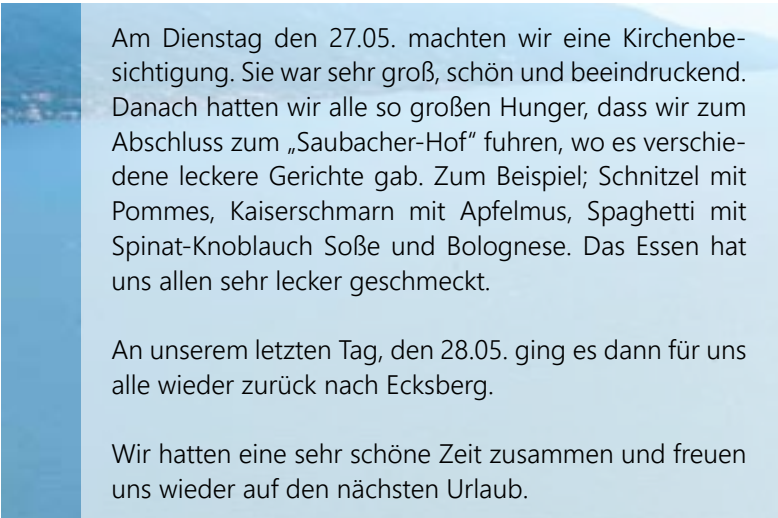 Am Dienstag den 27.05. machten wir eine Kirchenbe-
sichtigung. Sie war sehr groß, schön und beeindruckend.
Danach hatten wir alle so großen Hunger, dass wir zum
Abschluss zum „Saubacher-Hof“ fuhren, wo es verschie-
dene leckere Gerichte gab. Zum Beispiel; Schnitzel mit
Pommes, Kaiserschmarn mit Apfelmus, Spaghetti mit
Spinat-Knoblauch Soße und Bolognese. Das Essen hat
uns allen sehr lecker geschmeckt.
An unserem letzten Tag, den 28.05. ging es dann für uns
alle wieder zurück nach Ecksberg.
Wir hatten eine sehr schöne Zeit zusammen und freuen
uns wieder auf den nächsten Urlaub.